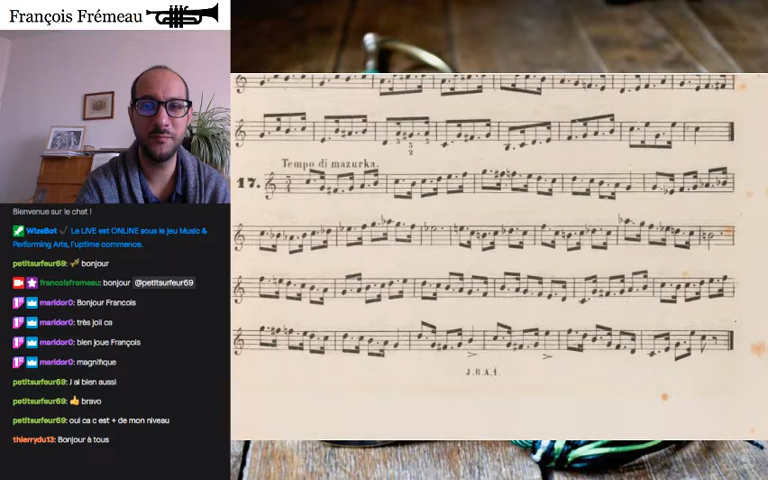 François Frémeau
Bienvenue sur le chat !
WizeBot ✓ Le LIVE est ONLINE sous le jeu Music &
Performing Arts, l'uptime commence.
petitsurfeur69: 🎺 bonjour
francoisfremeau: bonjour @petitsurfeur69
maridor0: Bonjour Francois
maridor0: très joli ca
maridor0: bien joue François
maridor0: magnifique
petitsurfeur69: J ai bien aussi
petitsurfeur69: 👍 bravo
petitsurfeur69: oui ca c est + de mon niveau
thierrydu13: Bonjour à tous
Tempo di mazurka.
17.
J.B.A.1.